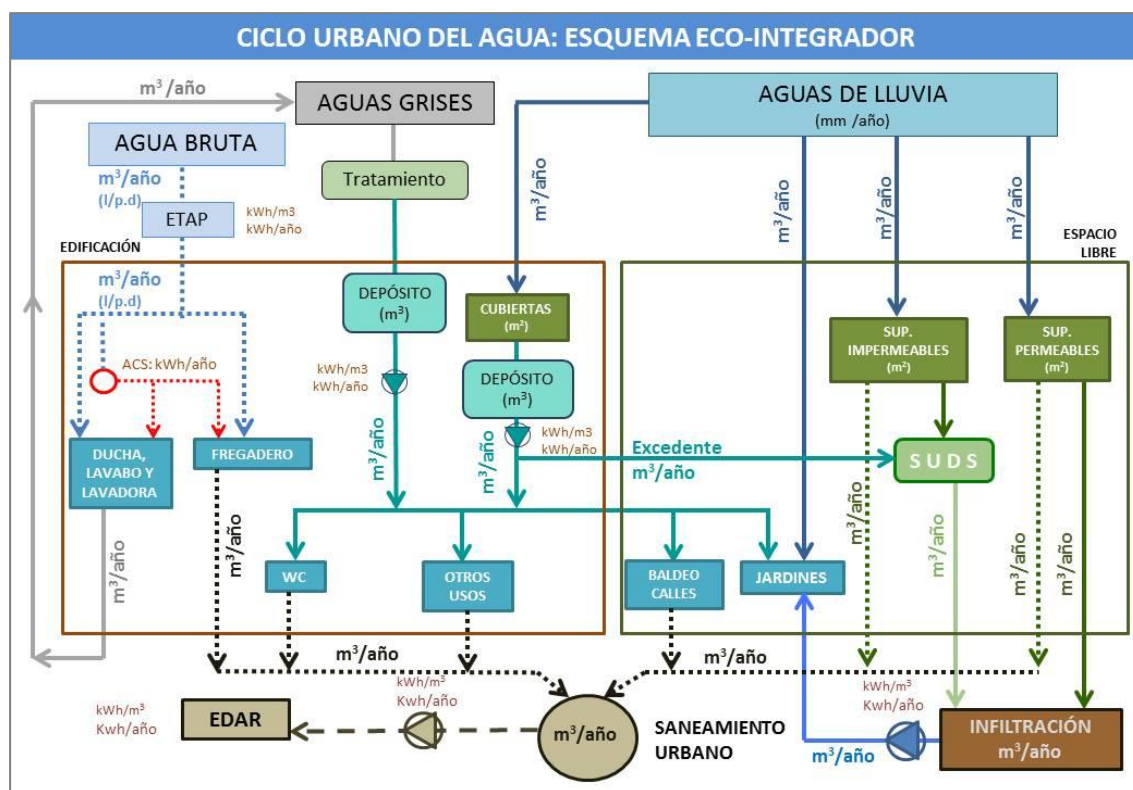 CICLO URBANO DEL AGUA: ESQUEMA ECO-INTEGRADOR
m³/año
AGUAS GRISES
AGUAS DE LLUVIA
(mm /año)
AGUA BRUTA
m³/año
(l/p.d)
Tratamiento
ETAP
kWh/m3
kWh/año
m³/año
m³/año
m³/año
m³/año
EDIFICACIÓN
ESPACIO
LIBRE
m³/año
(l/p.d)
DEPÓSITO
(m³)
CUBIERTAS
(m²)
SUP.
IMPERMEABLES
(m²)
SUP.
PERMEABLES
(m²)
ACS: kWh/año
kWh/m3
kWh/año
DEPÓSITO
(m³)
kWh/m3
kWh/año
DUCHA,
LAVABO Y
LAVADORA
FREGADERO
m³/año
m³/año
Excedente
m³/año
S U D S
m³/año
m³/año
m³/año
m³/año
m³/año
m³/año
WC
OTROS
USOS
BALDEO
CALLES
JARDINES
m³/año
m³/año
kWh/m³
Kwh/año
EDAR
kWh/m³
Kwh/año
m³/año
SANEAMIENTO
URBANO
kWh/m³
Kwh/año
m³/año
INFILTRACIÓN
m³/año